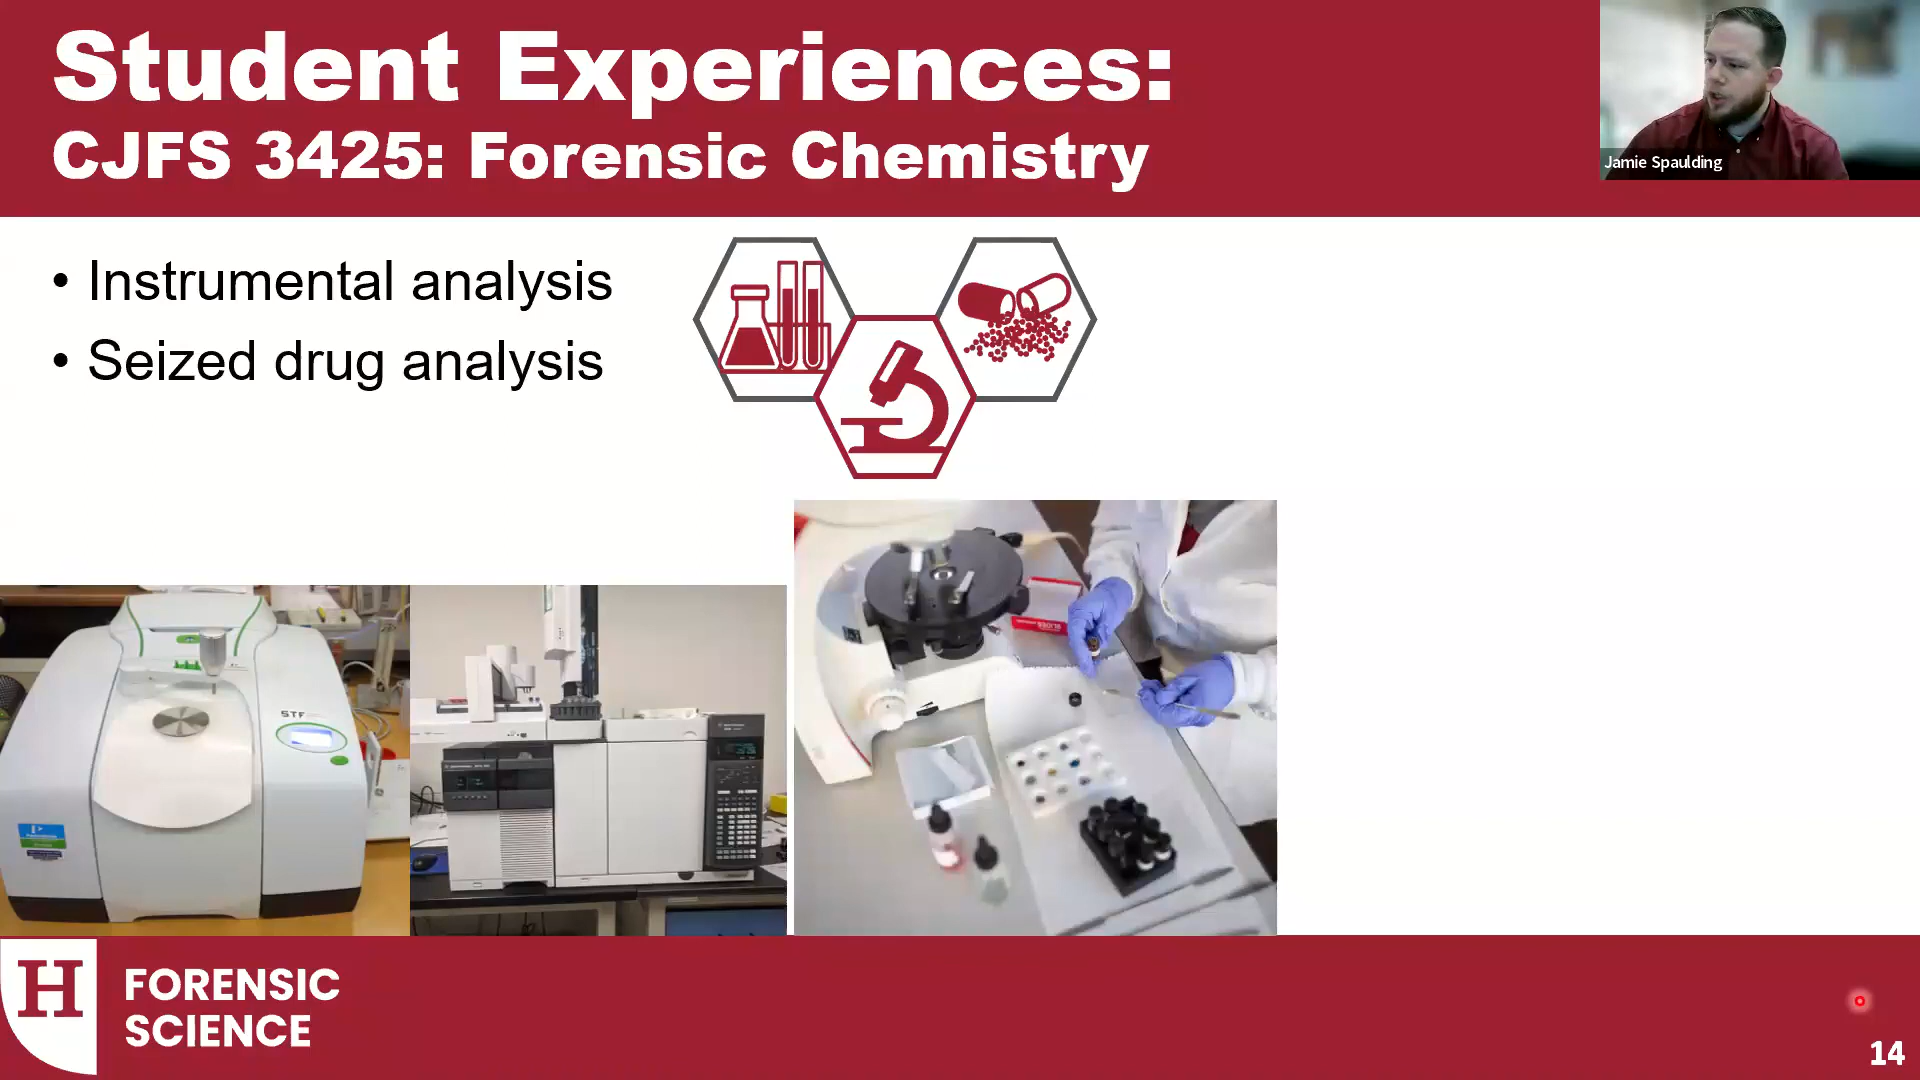 Student Experiences:
CJFS 3425: Forensic Chemistry
Jamie Spaulding
• Instrumental analysis
• Seized drug analysis
H
FORENSIC
SCIENCE
14